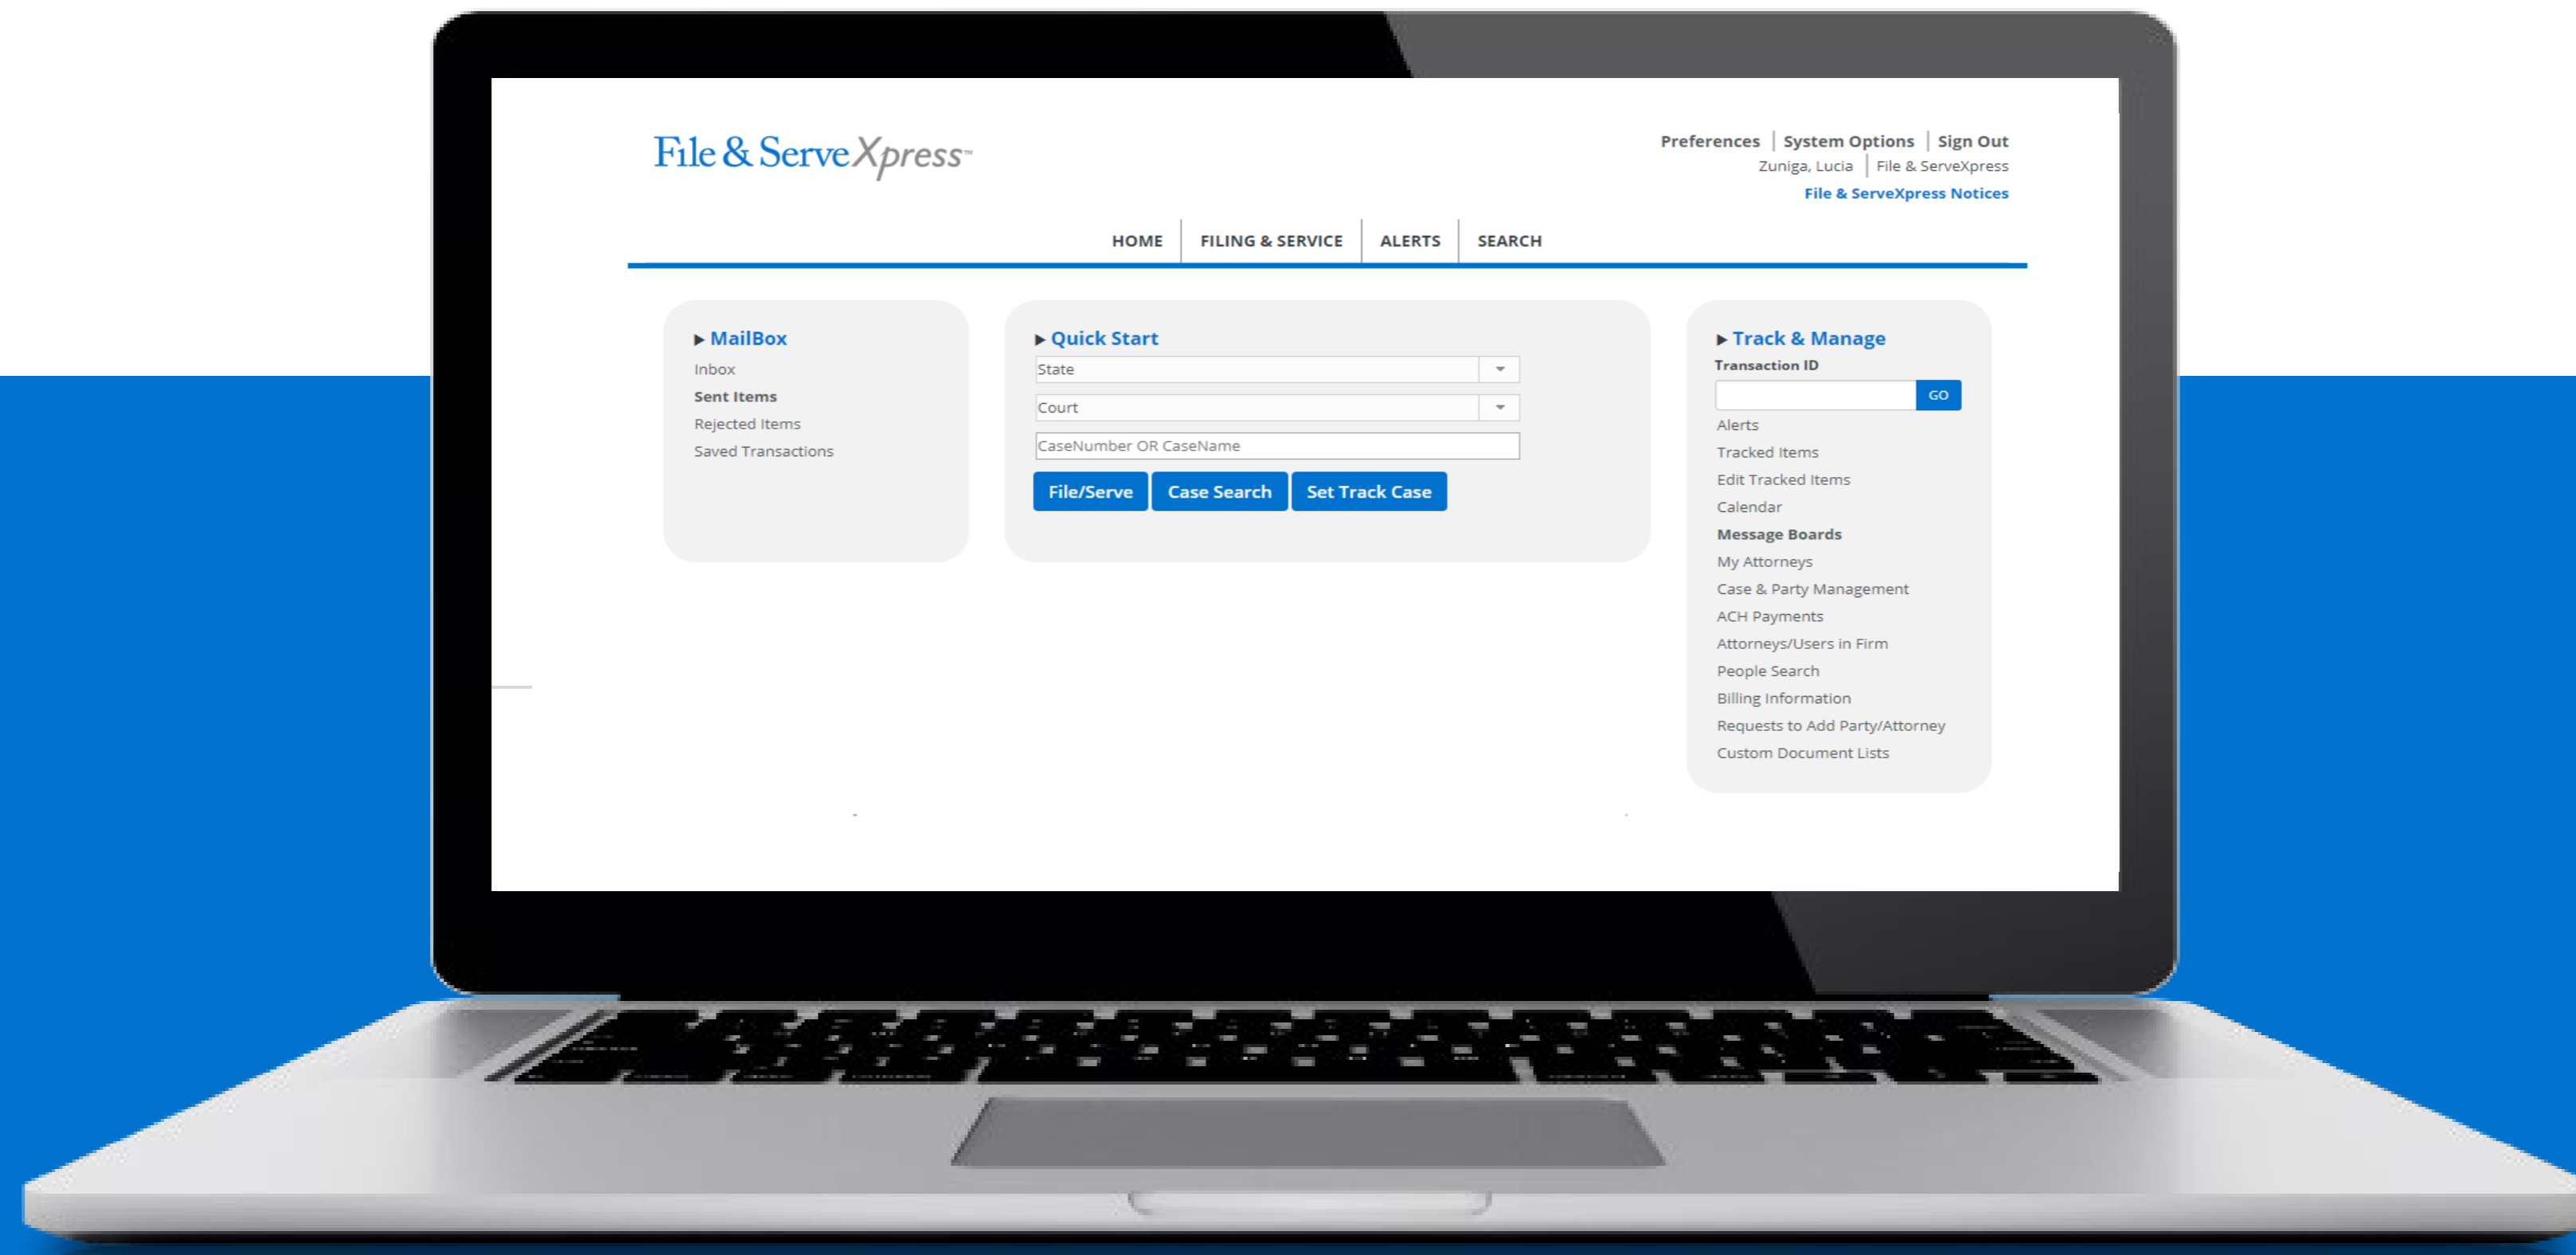 File & ServeXpress™
Preferences | System Options | Sign Out
Zuniga, Lucia | File & ServeXpress
File & ServeXpress Notices
HOME | FILING & SERVICE | ALERTS | SEARCH
MailBox
Inbox
Sent Items
Rejected Items
Saved Transactions
Quick Start
State
Court
CaseNumber OR CaseName
File/Serve Case Search Set Track Case
Track & Manage
Transaction ID
GO
Alerts
Tracked Items
Edit Tracked Items
Calendar
Message Boards
My Attorneys
Case & Party Management
ACH Payments
Attorneys/Users in Firm
People Search
Billing Information
Requests to Add Party/Attorney
Custom Document Lists